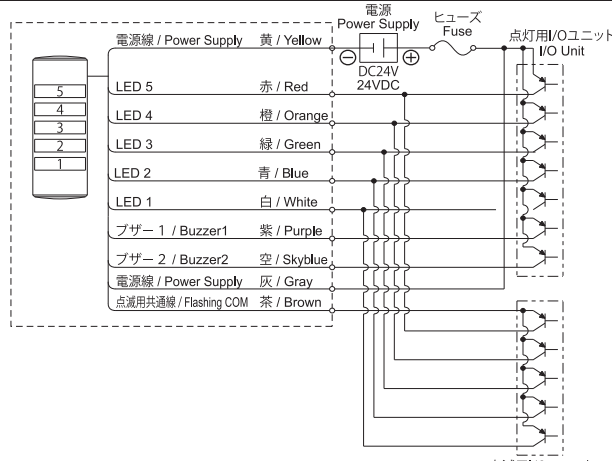 電源
Power Supply
ヒューズ
Fuse
点灯用I/Oユニット
I/O Unit
DC24V
24VDC
電源線 / Power Supply 黄 / Yellow
LED 5 赤 / Red
LED 4 橙 / Orange
LED 3 緑 / Green
LED 2 青 / Blue
LED 1 白 / White
ブザー 1 / Buzzer1 紫 / Purple
ブザー 2 / Buzzer2 空 / Skyblue
電源線 / Power Supply 灰 / Gray
点滅用共通線 / Flashing COM 茶 / Brown
5
4
3
2
1